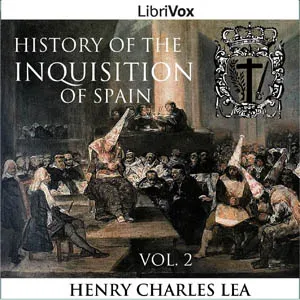 LibriVox
HISTORY OF THE
INQUISITION
OF SPAIN
VOL. 2
HENRY CHARLES LEA